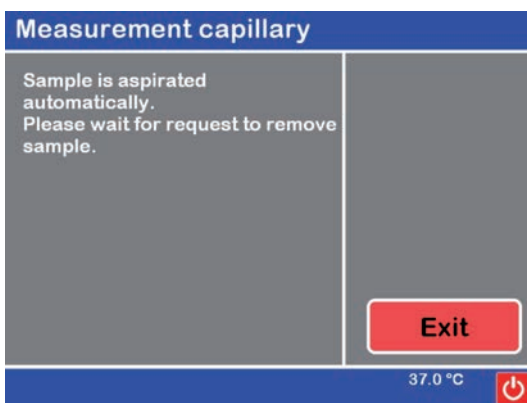 Measurement capillary
Sample is aspirated
automatically.
Please wait for request to remove
sample.
Exit
37.0 °C